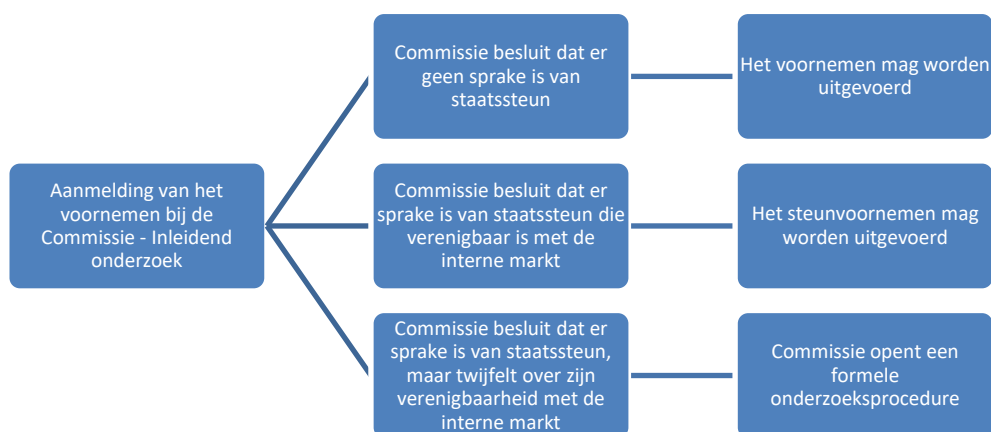 Aanmelding van het
voornemen bij de
Commissie - Inleidend
onderzoek
Commissie besluit dat er
geen sprake is van
staatssteun
Het voornemen mag worden
uitgevoerd
Commissie besluit dat er
sprake is van staatssteun die
verenigbaar is met de
interne markt
Het steunvoornemen mag
worden uitgevoerd
Commissie besluit dat er
sprake is van staatssteun,
maar twijfelt over zijn
verenigbaarheid met de
interne markt
Commissie opent een
formele
onderzoeksprocedure